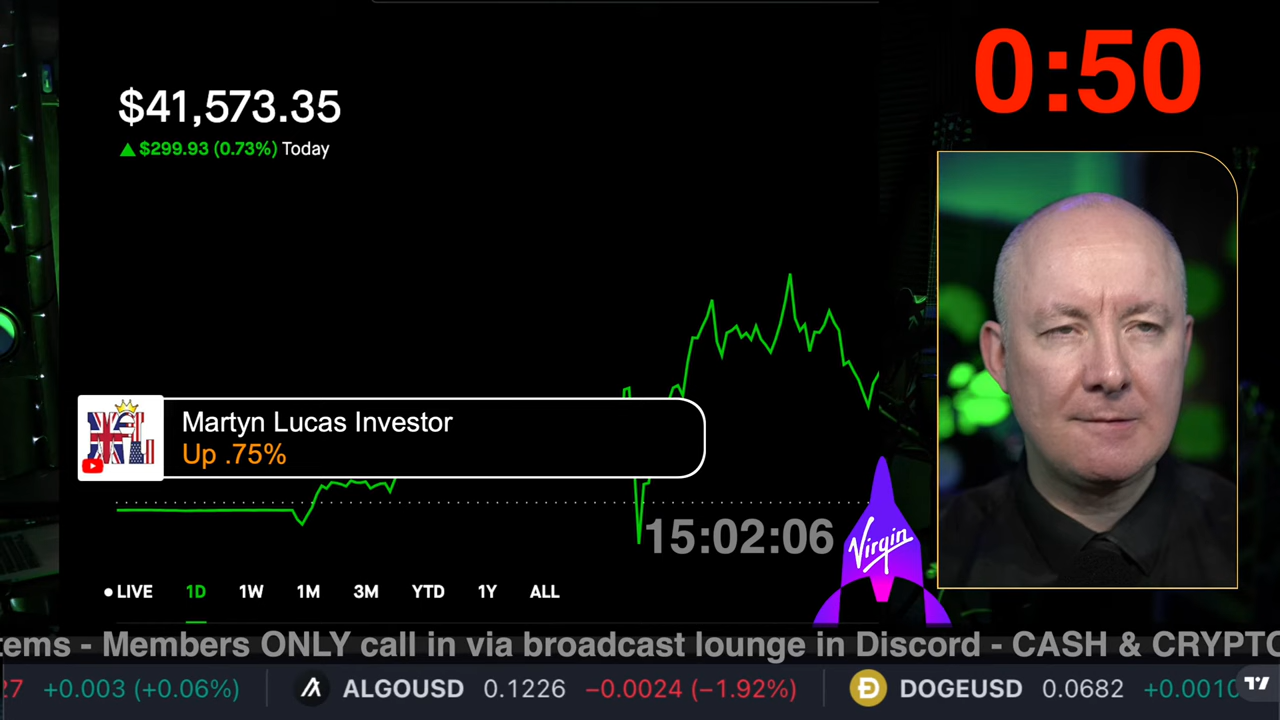 0:50
$41,573.35
▲ $299.93 (0.73%) Today
Martyn Lucas Investor
Up .75%
15:02:06
Virgin
LIVE 1D 1W 1M 3M YTD 1Y ALL
tems - Members ONLY call in via broadcast lounge in Discord - CASH & CRYPTO
27 +0.003 (+0.06%) ALGOUSD 0.1226 −0.0024 (−1.92%) DOGEUSD 0.0682 +0.0010